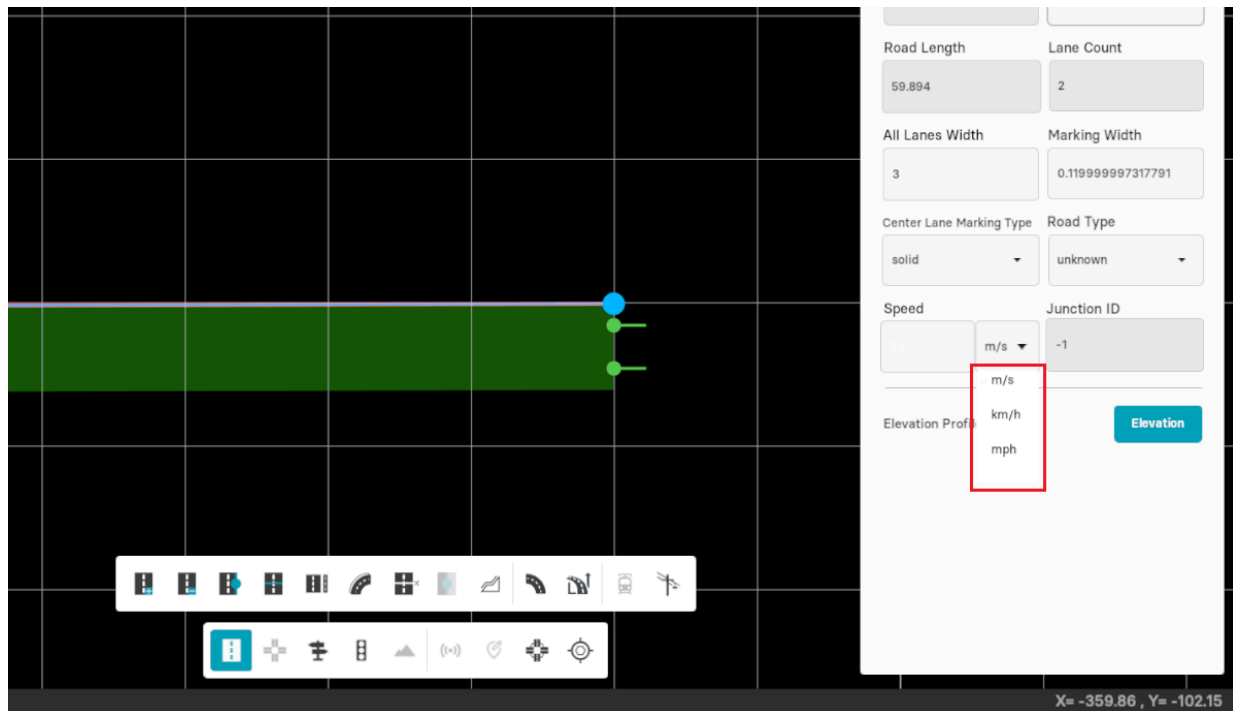 Road Length Lane Count
59.894 2
All Lanes Width Marking Width
3 0.119999997317791
Center Lane Marking Type Road Type
solid unknown
Speed Junction ID
m/s -1
m/s
km/h
Elevation Elevation
mph
X= -359.86 , Y= -102.15